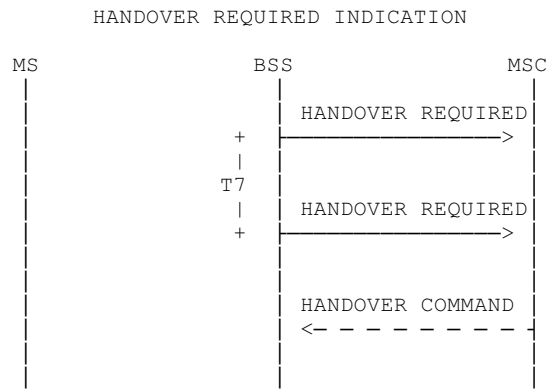 HANDOVER REQUIRED INDICATION
MS BSS MSC
HANDOVER REQUIRED
+
T7
HANDOVER REQUIRED
+
HANDOVER COMMAND